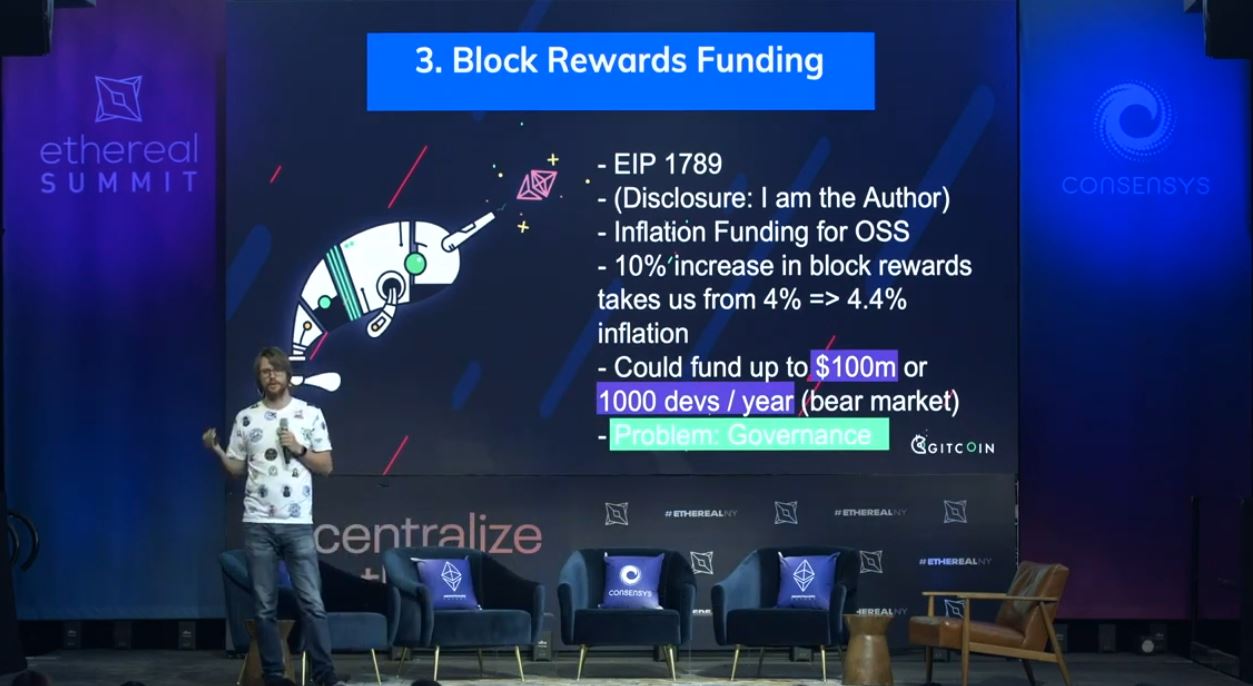 3. Block Rewards Funding
ethereal
SUMMIT
CONSENSYS
- EIP 1789
- (Disclosure: I am the Author)
- Inflation Funding for OSS
- 10% increase in block rewards
takes us from 4% => 4.4%
inflation
- Could fund up to $100m or
1000 devs / year (bear market)
- Problem: Governance
GITCOIN
centralize
#ETHEREALNY
#ETHEREALNY
#ETHEREALNY
CONSENSYS